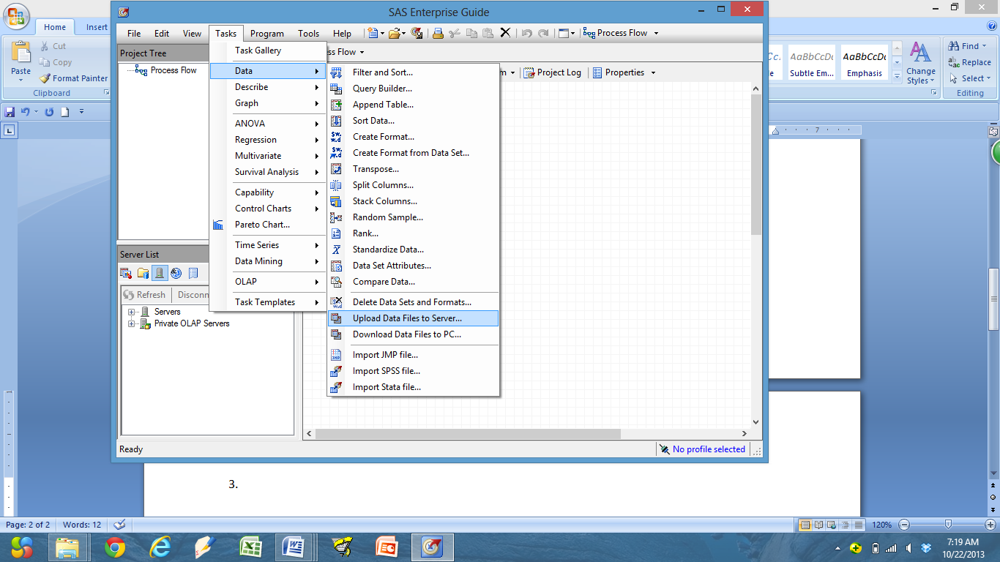 SAS Enterprise Guide
Home
Insert
Cut
Copy
Paste
Format Painter
Clipboard
File Edit View Tasks Program Tools Help
Process Flow
Project Tree
Process Flow
Task Gallery
Data
Describe
Graph
ANOVA
Regression
Multivariate
Survival Analysis
Capability
Control Charts
Pareto Chart...
Time Series
Data Mining
OLAP
Task Templates
Project Log
Properties
Filter and Sort...
Query Builder...
Append Table...
Sort Data...
Create Format...
Create Format from Data Set...
Transpose...
Split Columns...
Stack Columns...
Random Sample...
Rank...
Standardize Data...
Data Set Attributes...
Compare Data...
Delete Data Sets and Formats...
Upload Data Files to Server...
Download Data Files to PC...
Import JMP file...
Import SPSS file...
Import Stata file...
Server List
Refresh
Servers
Private OLAP Servers
Ready
No profile selected
AaBbCcDc AaBbCcDc
Subtle Em... Emphasis
Change
Styles
Find
Replace
Select
Editing
7
3.
Page: 2 of 2 Words: 12
120%
7:19 AM
10/22/2013